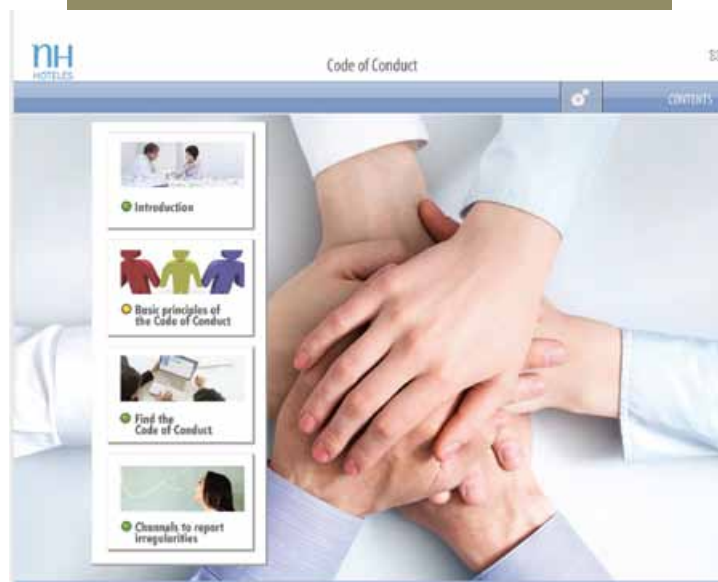 nH
HOTELES
Code of Conduct
CONTENTS
Introduction
Basic principles of
the Code of Conduct
Find the
Code of Conduct
Channels to report
irregularities